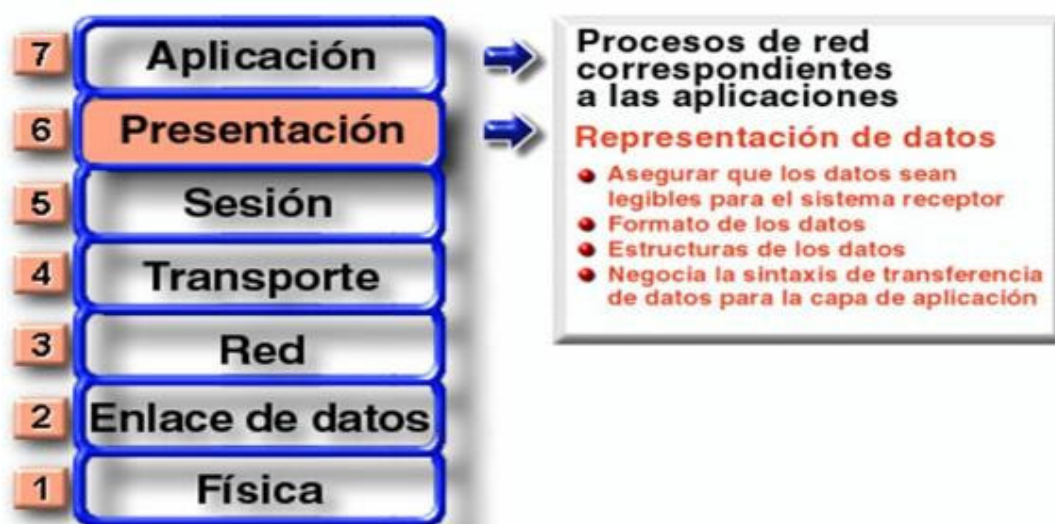 7 Aplicación
6 Presentación
5 Sesión
4 Transporte
3 Red
2 Enlace de datos
1 Física
Procesos de red
correspondientes
a las aplicaciones
Representación de datos
Asegurar que los datos sean
legibles para el sistema receptor
Formato de los datos
Estructuras de los datos
Negocia la sintaxis de transferencia
de datos para la capa de aplicación